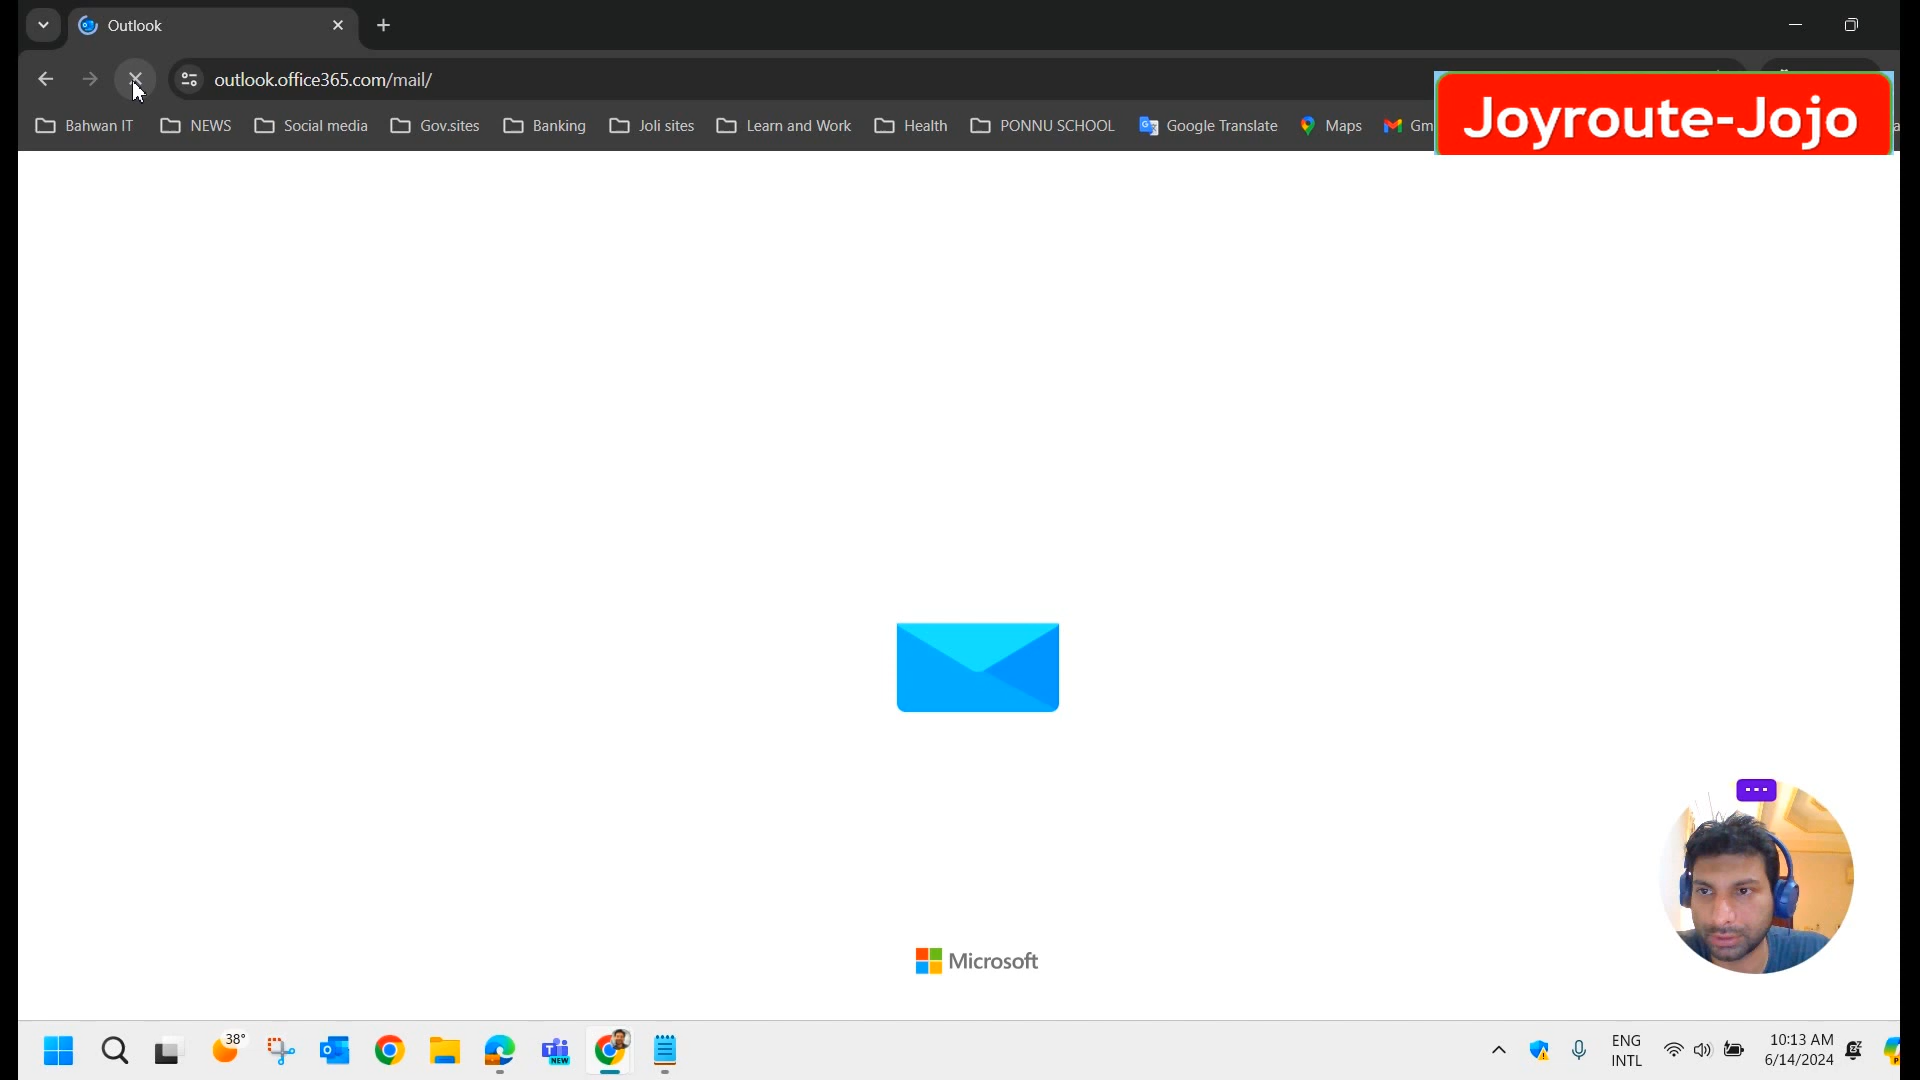 Outlook
outlook.office365.com/mail/
Bahwan IT
NEWS
Social media
Gov.sites
Banking
Joli sites
Learn and Work
Health
PONNU SCHOOL
Google Translate
Maps
Gm
Joyroute-Jojo
Microsoft
38°
NEW
ENG
INTL
10:13 AM
6/14/2024